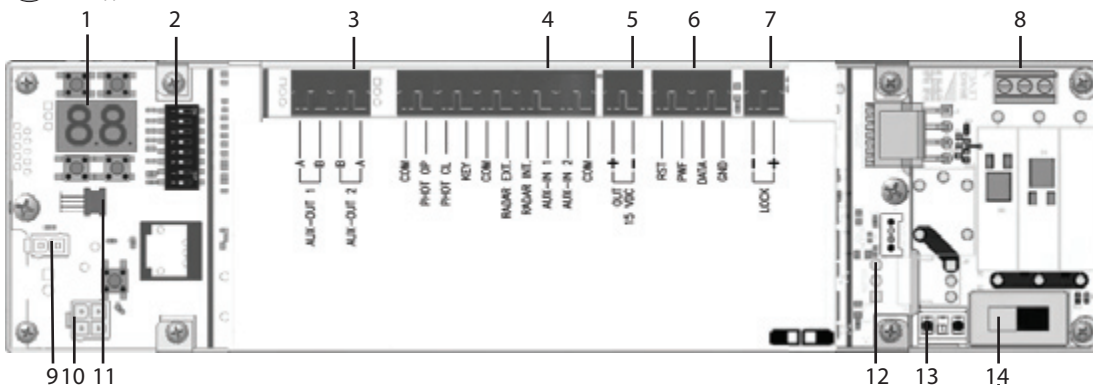 1 2 3 4 5 6 7 8
8.8
A
B
AUX-OUT 1
B
A
AUX-OUT 2
COM
PHOT OP
PHOT CL
KEY
COM
RADAR EXT.
RADAR INT.
AUX-IN 1
AUX-IN 2
COM
+
-
OUT
15 VDC
RST
PWF
DATA
GND
-
+
LOCK
9 10 11 12 13 14